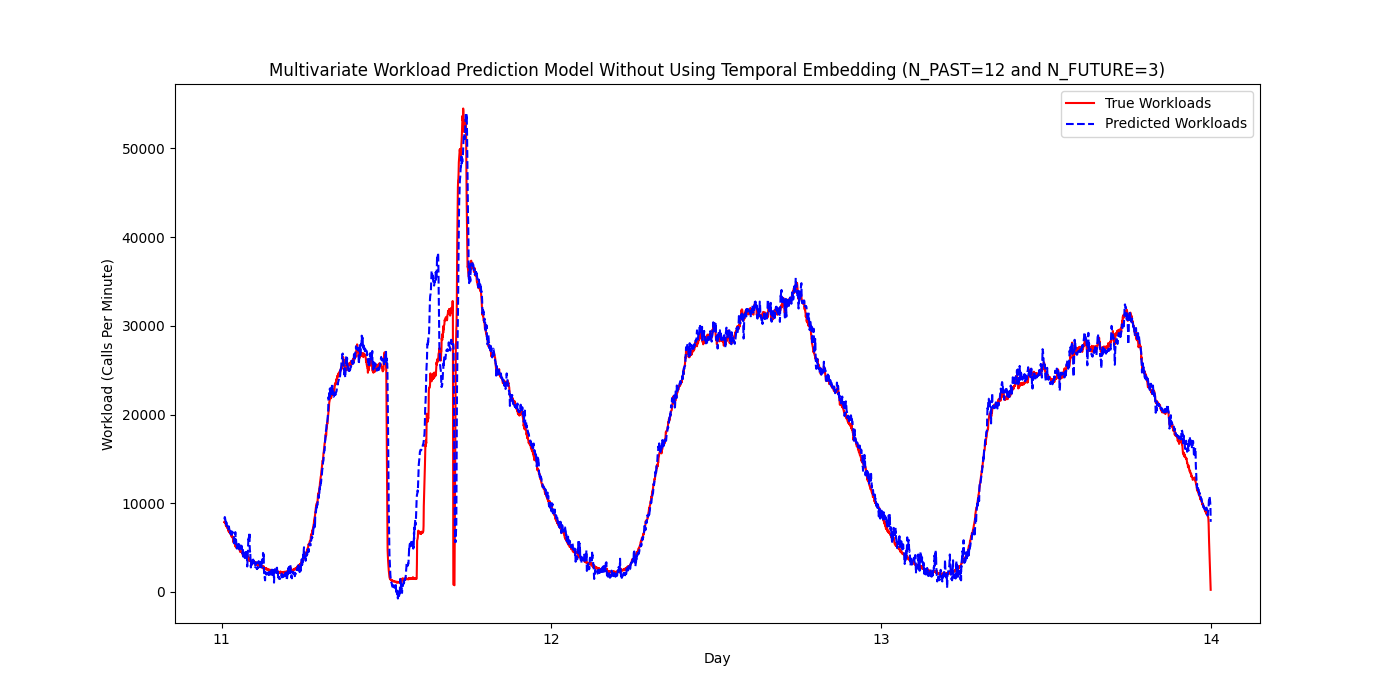 Multivariate Workload Prediction Model Without Using Temporal Embedding (N_PAST=12 and N_FUTURE=3)
True Workloads
Predicted Workloads
Workload (Calls Per Minute)
50000
40000
30000
20000
10000
0
11
12
13
14
Day